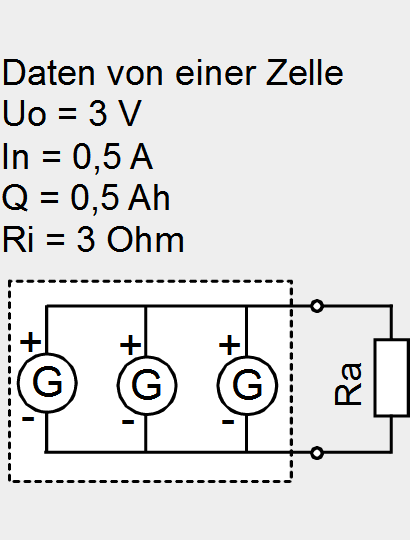 Daten von einer Zelle
Uo = 3 V
In = 0,5 A
Q = 0,5 Ah
Ri = 3 Ohm
+ + +
G G G
- - -
Ra